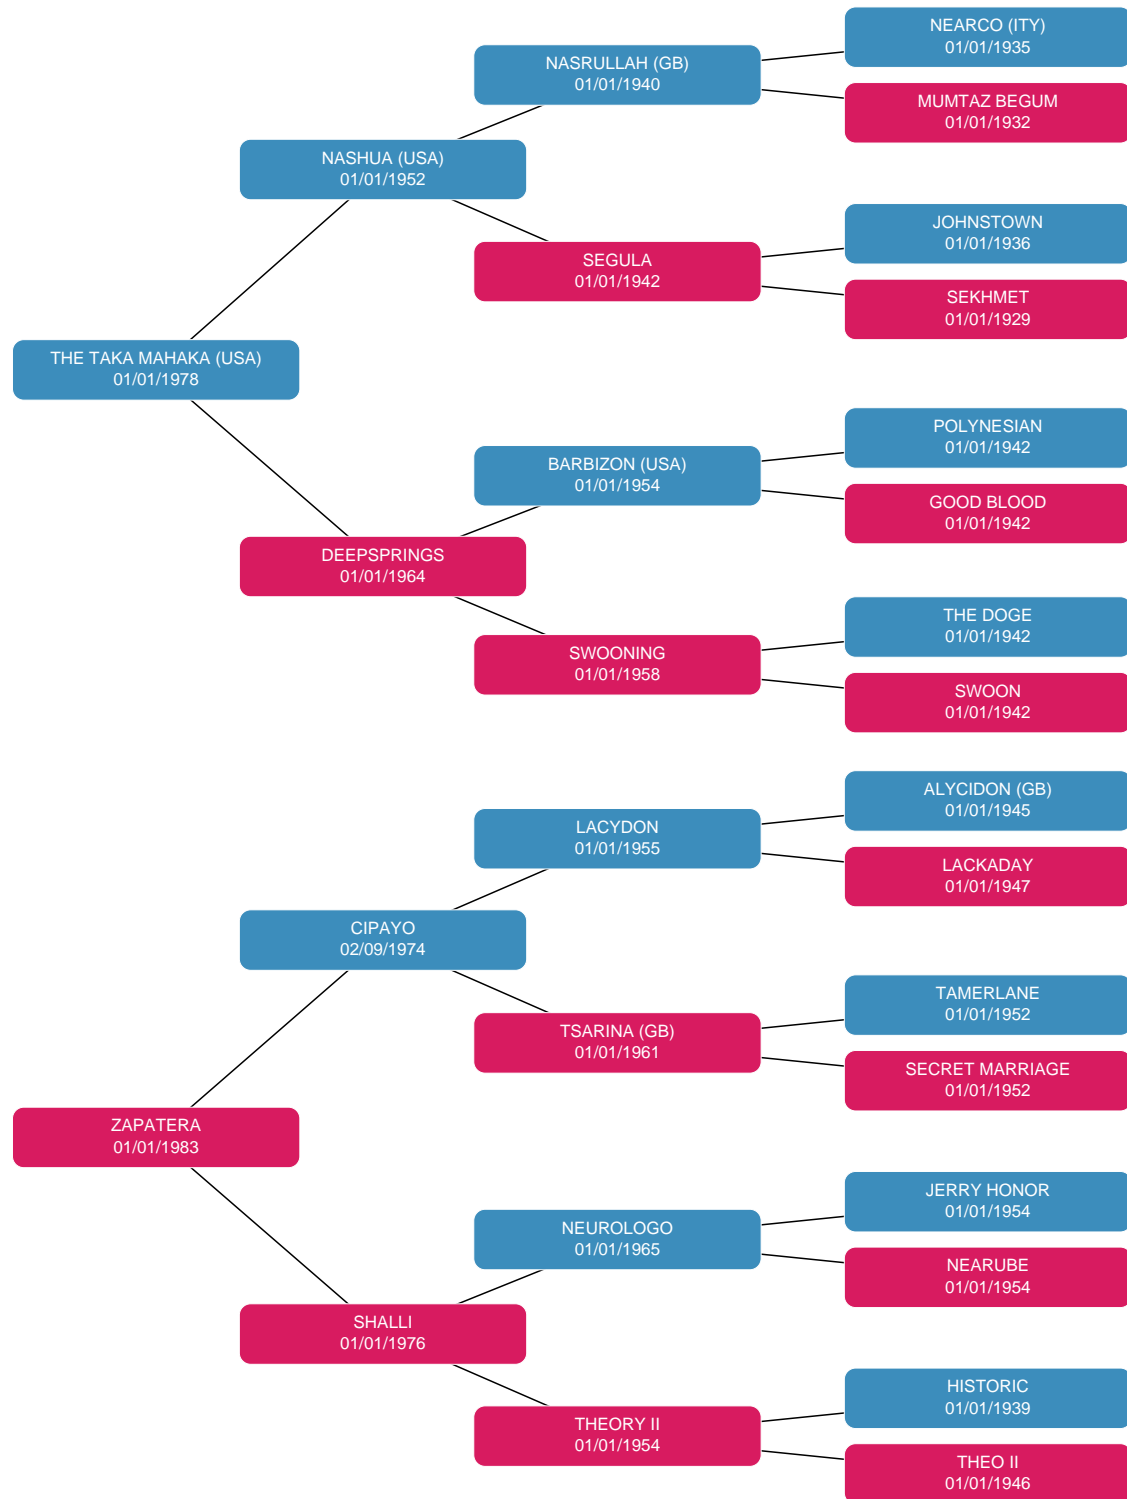 NEARCO (ITY)
01/01/1935
NASRULLAH (GB)
01/01/1940
MUMTAZ BEGUM
01/01/1932
NASHUA (USA)
01/01/1952
JOHNSTOWN
01/01/1936
SEGULA
01/01/1942
SEKHMET
01/01/1929
THE TAKA MAHAKA (USA)
01/01/1978
POLYNESIAN
01/01/1942
BARBIZON (USA)
01/01/1954
GOOD BLOOD
01/01/1942
DEEPSPRINGS
01/01/1964
THE DOGE
01/01/1942
SWOONING
01/01/1958
SWOON
01/01/1942
ALYCIDON (GB)
01/01/1945
LACYDON
01/01/1955
LACKADAY
01/01/1947
CIPAYO
02/09/1974
TAMERLANE
01/01/1952
TSARINA (GB)
01/01/1961
SECRET MARRIAGE
01/01/1952
ZAPATERA
01/01/1983
JERRY HONOR
01/01/1954
NEUROLOGO
01/01/1965
NEARUBE
01/01/1954
SHALLI
01/01/1976
HISTORIC
01/01/1939
THEORY II
01/01/1954
THEO II
01/01/1946